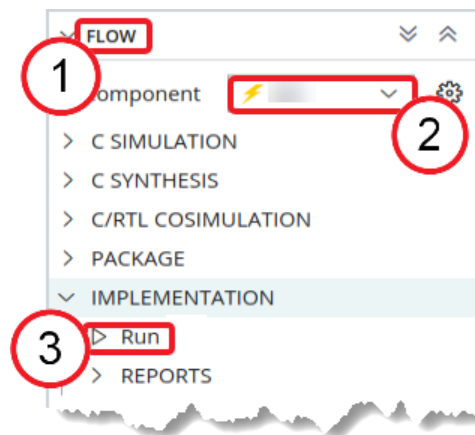 FLOW
1
Component
2
C SIMULATION
C SYNTHESIS
C/RTL COSIMULATION
PACKAGE
IMPLEMENTATION
3
Run
REPORTS